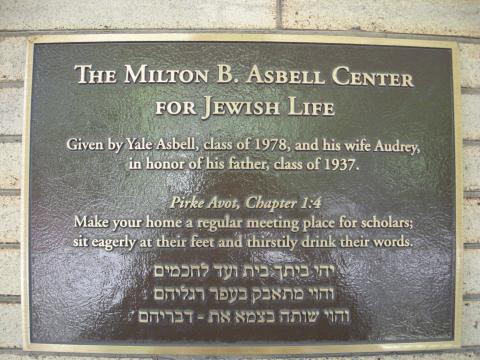 The Milton B. Asbell Center
for Jewish Life
Given by Yale Asbell, class of 1978, and his wife Audrey,
in honor of his father, class of 1937.
Pirke Avot, Chapter 1:4
Make your home a regular meeting place for scholars;
sit eagerly at their feet and thirstily drink their words.
יהי ביתך בית ועד לחכמים
והוי מתאבק בעפר רגליהם
והוי שותה בצמא את - דבריהם